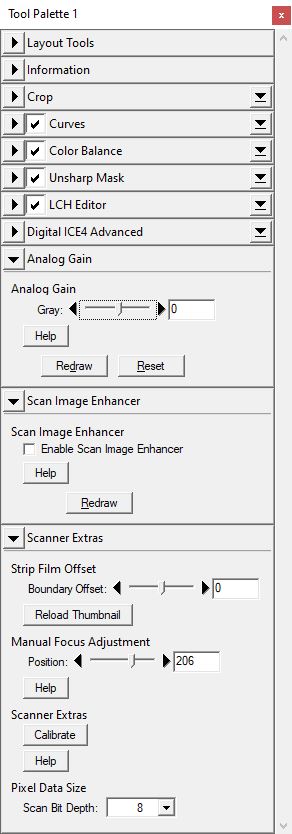 Tool Palette 1
x
Layout Tools
Information
Crop
Curves
Color Balance
Unsharp Mask
LCH Editor
Digital ICE4 Advanced
Analog Gain
Analog Gain
Gray: 0
Help
Redraw Reset
Scan Image Enhancer
Scan Image Enhancer
Enable Scan Image Enhancer
Help
Redraw
Scanner Extras
Strip Film Offset
Boundary Offset: 0
Reload Thumbnail
Manual Focus Adjustment
Position: 206
Help
Scanner Extras
Calibrate
Help
Pixel Data Size
Scan Bit Depth: 8